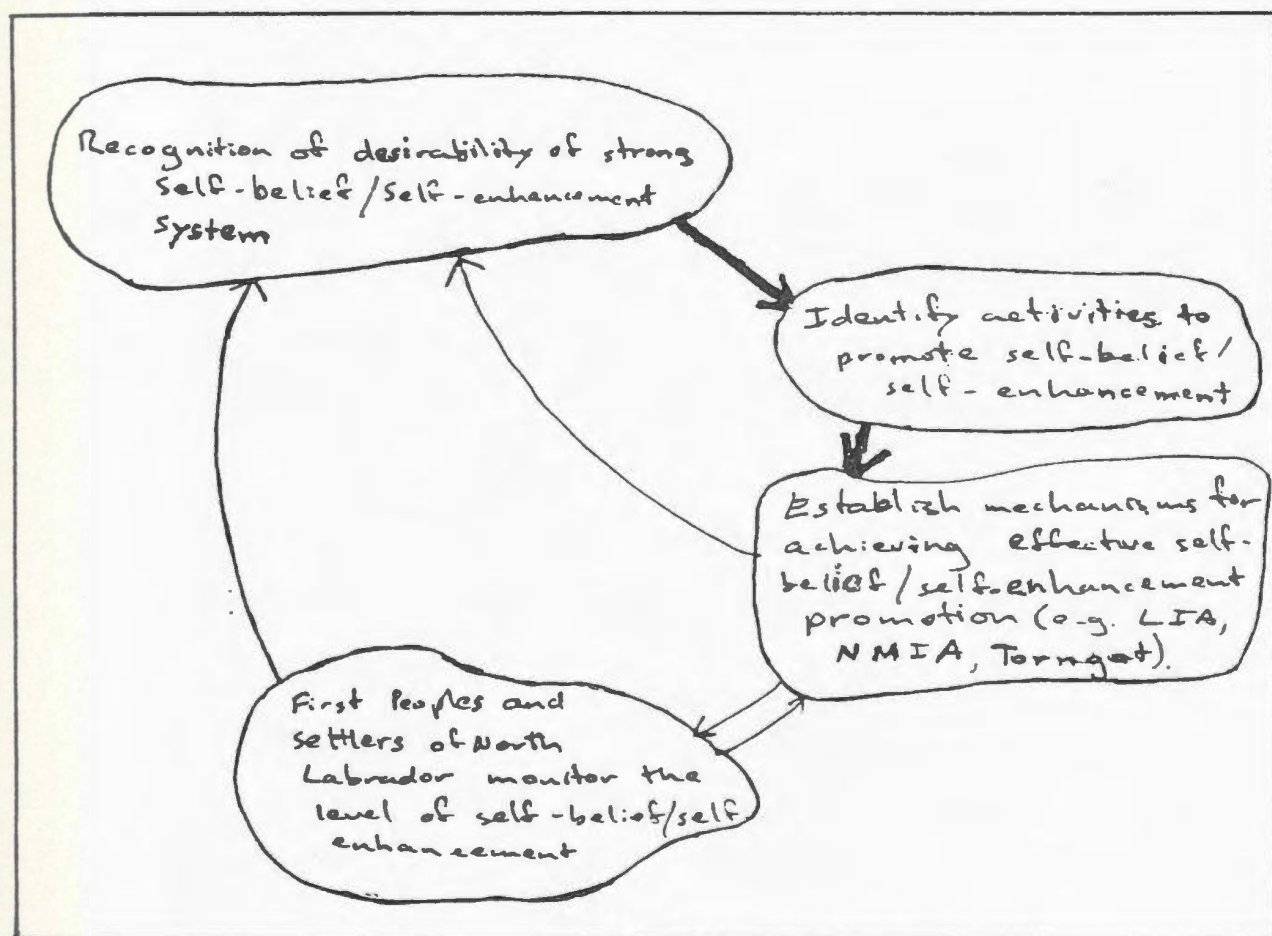 Recognition of desirability of strong
self-belief/self-enhancement
system
Identify activities to
promote self-belief/
self-enhancement
Establish mechanisms for
achieving effective self-
belief/self-enhancement
promotion (e.g. LIA,
NMIA, Torngat).
First Peoples and
settlers of North
Labrador monitor the
level of self-belief/self
enhancement